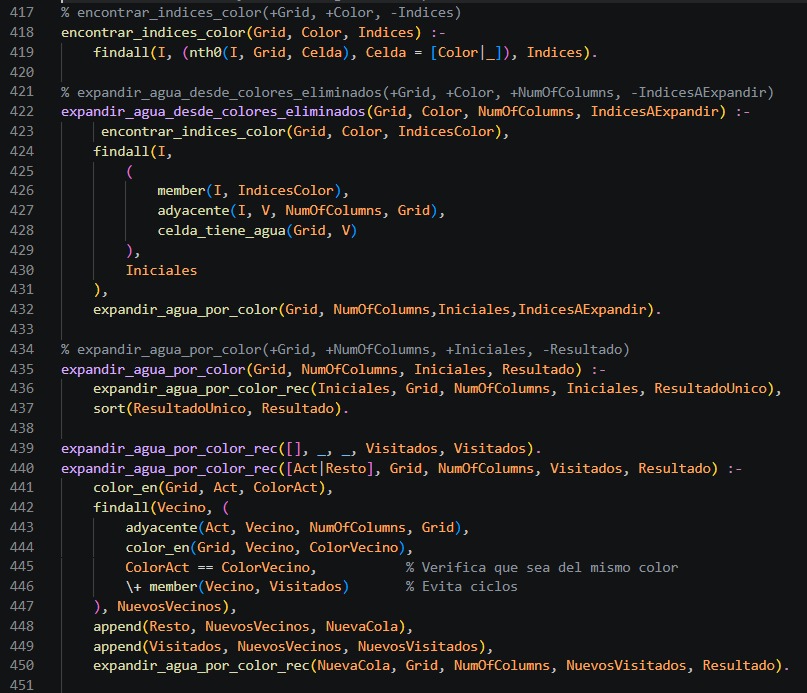 417 % encontrar_indices_color(+Grid, +Color, -Indices)
418 encontrar_indices_color(Grid, Color, Indices) :-
419     findall(I, (nth0(I, Grid, Celda), Celda = [Color|_]), Indices).
420
421 % expandir_agua_desde_colores_eliminados(+Grid, +Color, +NumOfColumns, -IndicesAExpandir)
422 expandir_agua_desde_colores_eliminados(Grid, Color, NumOfColumns, IndicesAExpandir) :-
423      encontrar_indices_color(Grid, Color, IndicesColor),
424     findall(I,
425         (
426             member(I, IndicesColor),
427             adyacente(I, V, NumOfColumns, Grid),
428             celda_tiene_agua(Grid, V)
429         ),
430         Iniciales
431     ),
432     expandir_agua_por_color(Grid, NumOfColumns,Iniciales,IndicesAExpandir).
433
434 % expandir_agua_por_color(+Grid, +NumOfColumns, +Iniciales, -Resultado)
435 expandir_agua_por_color(Grid, NumOfColumns, Iniciales, Resultado) :-
436     expandir_agua_por_color_rec(Iniciales, Grid, NumOfColumns, Iniciales, ResultadoUnico),
437     sort(ResultadoUnico, Resultado).
438
439 expandir_agua_por_color_rec([], _, _, Visitados, Visitados).
440 expandir_agua_por_color_rec([Act|Resto], Grid, NumOfColumns, Visitados, Resultado) :-
441     color_en(Grid, Act, ColorAct),
442     findall(Vecino, (
443         adyacente(Act, Vecino, NumOfColumns, Grid),
444         color_en(Grid, Vecino, ColorVecino),
445         ColorAct == ColorVecino,           % Verifica que sea del mismo color
446         \+ member(Vecino, Visitados)       % Evita ciclos
447     ), NuevosVecinos),
448     append(Resto, NuevosVecinos, NuevaCola),
449     append(Visitados, NuevosVecinos, NuevosVisitados),
450     expandir_agua_por_color_rec(NuevaCola, Grid, NumOfColumns, NuevosVisitados, Resultado).
451